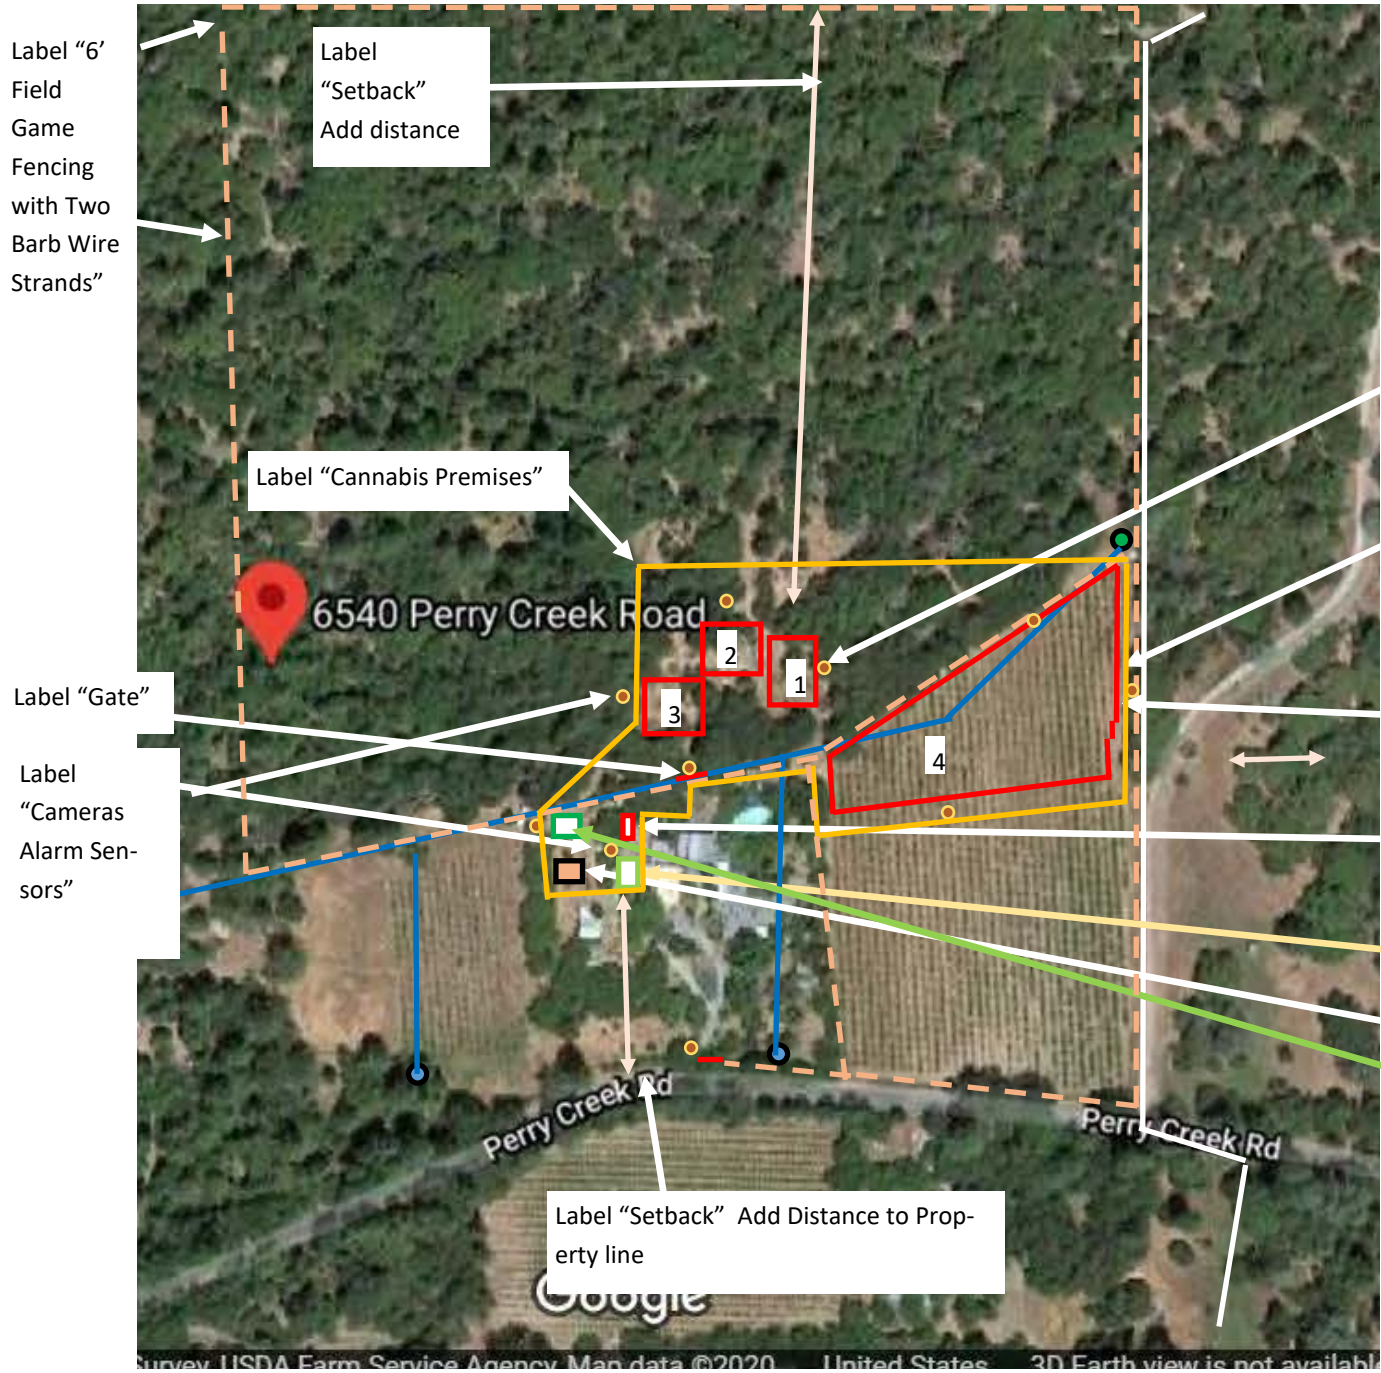 Label “6’
Field
Game
Fencing
with Two
Barb Wire
Strands”
Label
“Setback”
Add distance
Label “Cannabis Premises”
6540 Perry Creek Road
2
1
3
Label “Gate”
4
Label
“Cameras
Alarm Sen-
sors”
Perry Creek Rd
Perry Creek Rd
Label “Setback” Add Distance to Prop-
erty line
Google
Survey, USDA Farm Service Agency, Map data ©2020 United States 3D Earth view is not available